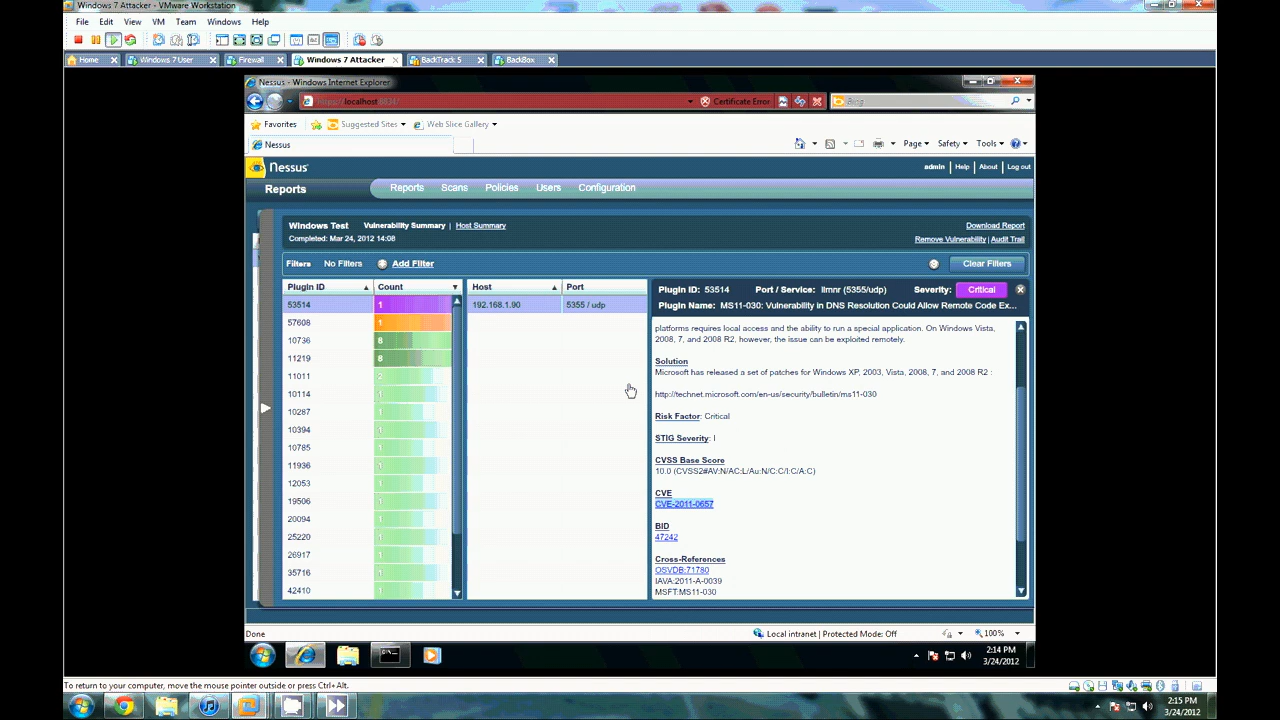 Windows 7 Attacker - VMware Workstation
File Edit View VM Team Windows Help
Home Windows 7 User Firewall Windows 7 Attacker BackTrack 5 BackBox
Nessus - Windows Internet Explorer
https://localhost:8834/ Certificate Error Bing
Favorites Suggested Sites Web Slice Gallery
Nessus Page Safety Tools
Nessus admin Help About Log out
Reports Reports Scans Policies Users Configuration
Windows Test Vulnerability Summary | Host Summary Download Report
Completed: Mar 24, 2012 14:08 Remove Vulnerability | Audit Trail
Filters No Filters Add Filter Clear Filters
Plugin ID Count Host Port Plugin ID: 53514 Port / Service: llmnr (5355/udp) Severity: Critical
53514 1 192.168.1.90 5355 / udp Plugin Name: MS11-030: Vulnerability in DNS Resolution Could Allow Remote Code Ex...
57608 1
10736 8
11219 8
11011 2
10114 1
10287 1
10394 1
10785 1
11936 1
12053 1
19506 1
20094 1
25220 1
26917 1
35716 1
42410 1
platforms requires local access and the ability to run a special application. On Windows Vista,
2008, 7, and 2008 R2, however, the issue can be exploited remotely.
Solution
Microsoft has released a set of patches for Windows XP, 2003, Vista, 2008, 7, and 2008 R2 :
http://technet.microsoft.com/en-us/security/bulletin/ms11-030
Risk Factor: Critical
STIG Severity: I
CVSS Base Score
10.0 (CVSS2#AV:N/AC:L/Au:N/C:C/I:C/A:C)
CVE
CVE-2011-0657
BID
47242
Cross-References
OSVDB:71780
IAVA:2011-A-0039
MSFT:MS11-030
Done Local intranet | Protected Mode: Off 100%
2:14 PM
3/24/2012
To return to your computer, move the mouse pointer outside or press Ctrl+Alt.
2:15 PM
3/24/2012